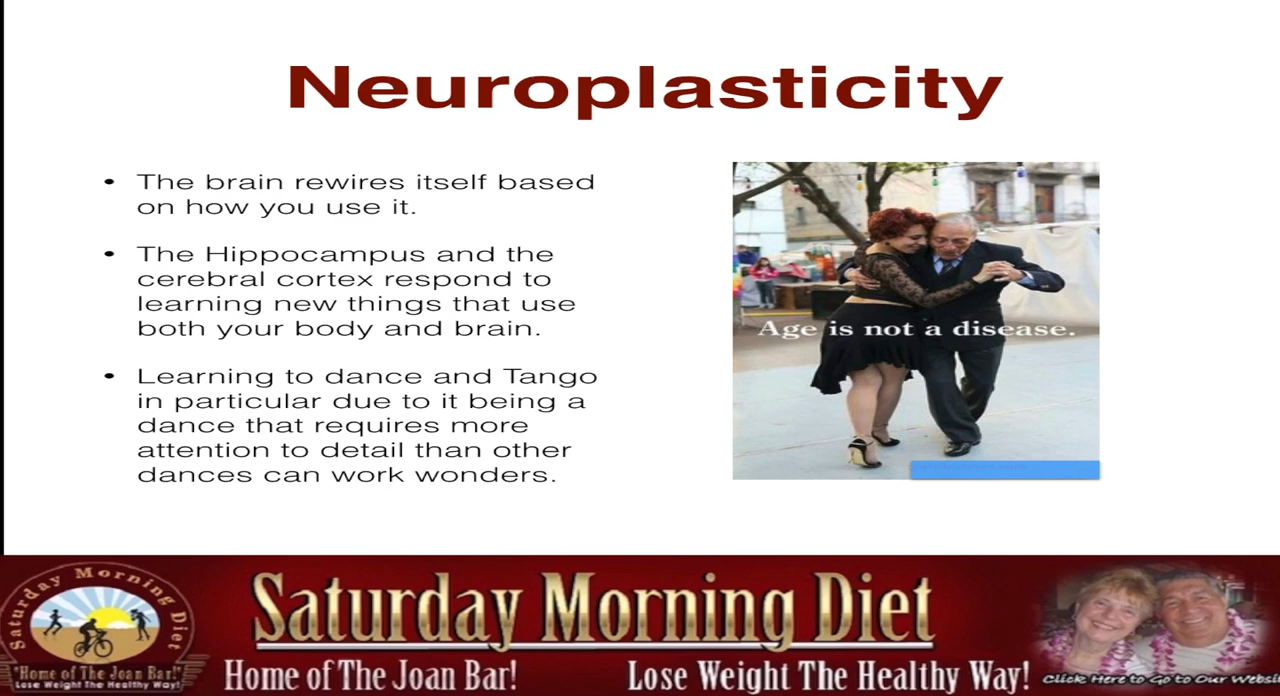 Neuroplasticity
• The brain rewires itself based
on how you use it.
• The Hippocampus and the
cerebral cortex respond to
learning new things that use
both your body and brain.
• Learning to dance and Tango
in particular due to it being a
dance that requires more
attention to detail than other
dances can work wonders.
Age is not a disease.
Saturday Morning Diet
"Home of The Joan Bar!"
Lose Weight The Healthy Way!
Saturday Morning Diet
Home of The Joan Bar!
Lose Weight The Healthy Way!
Click Here to Go to Our Websi